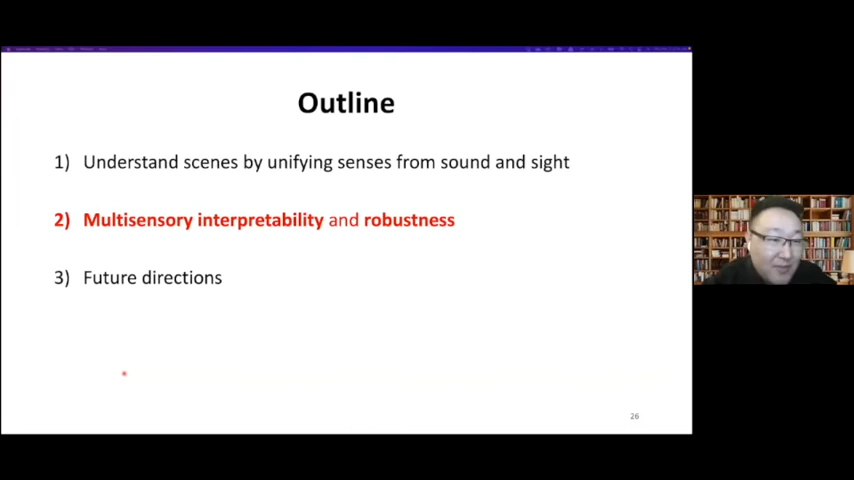 Outline
1) Understand scenes by unifying senses from sound and sight
2) Multisensory interpretability and robustness
3) Future directions
26